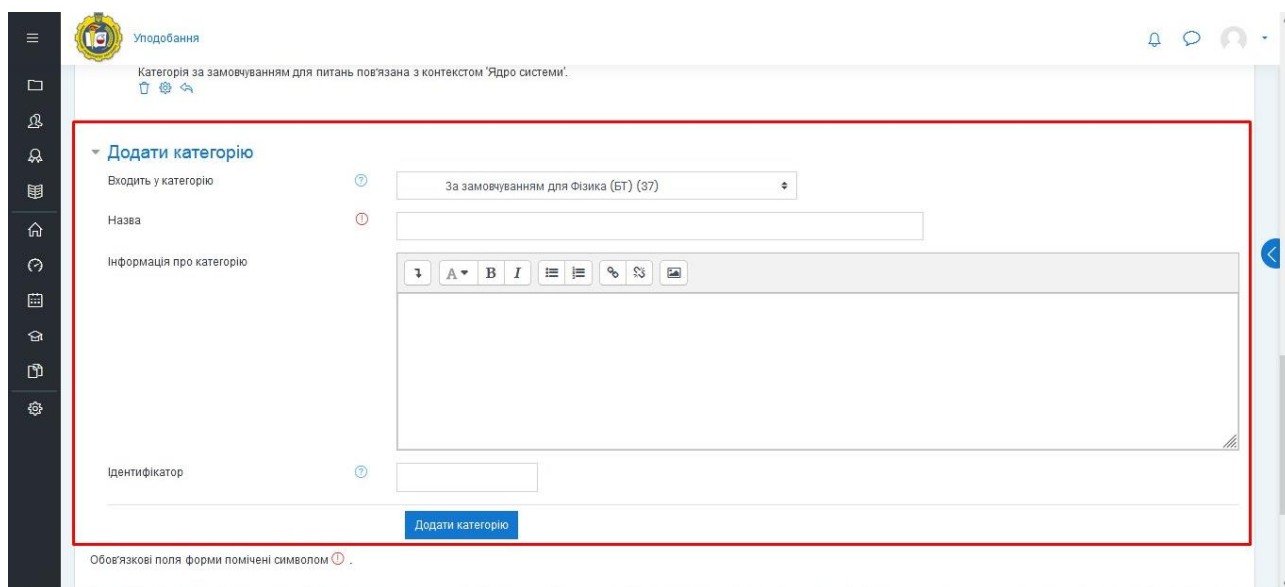 Уподобання
Категорія за замовчуванням для питань пов'язана з контекстом 'Ядро системи'.
Додати категорію
Входить у категорію
За замовчуванням для Фізика (БТ) (37)
Назва
Інформація про категорію
A B I
Ідентифікатор
Додати категорію
Обов'язкові поля форми помічені символом .